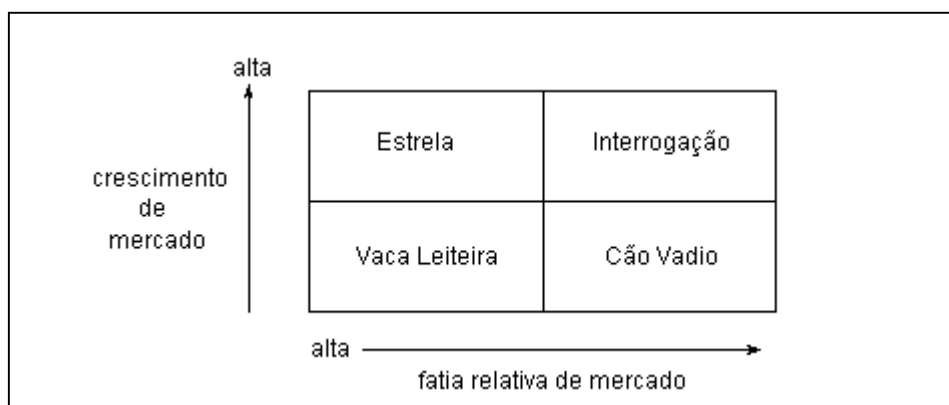 alta
Estrela Interrogação
crescimento
de
mercado
Vaca Leiteira Cão Vadio
alta
fatia relativa de mercado